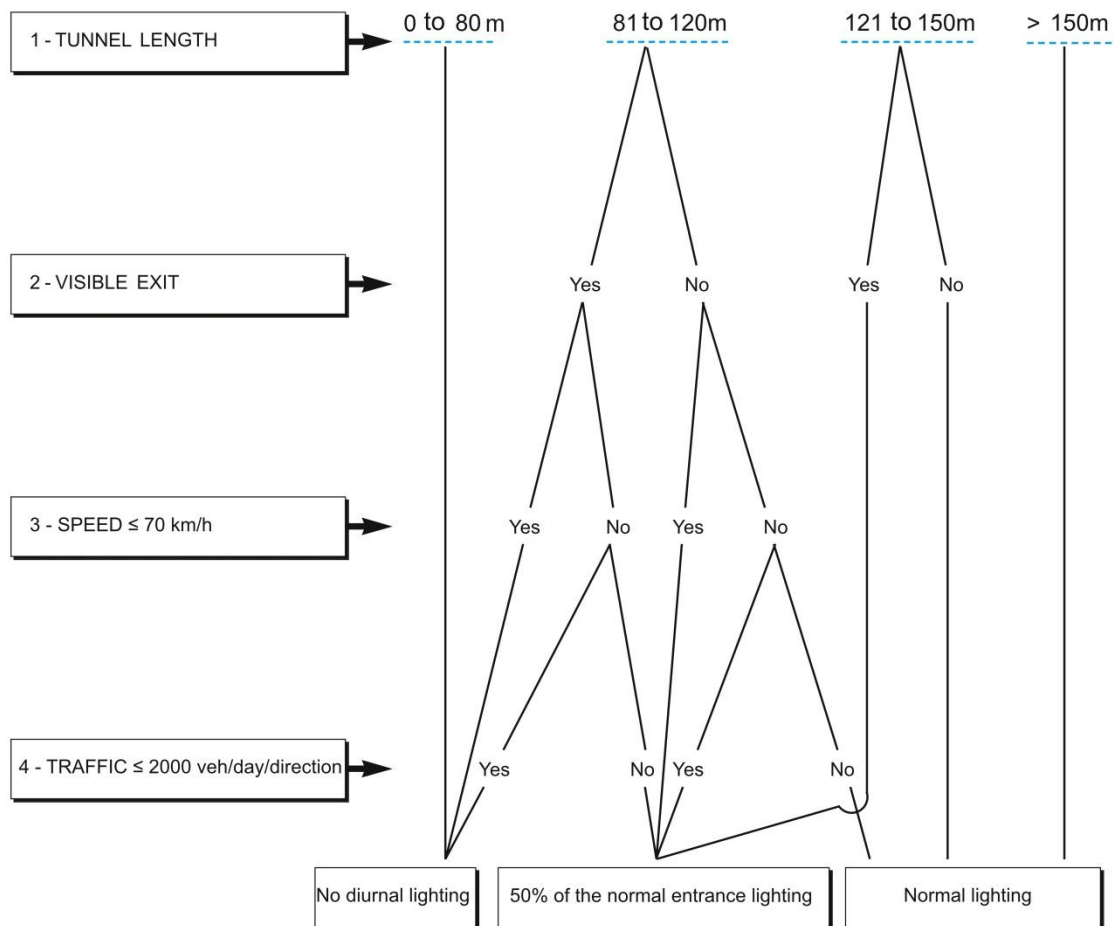 1 - TUNNEL LENGTH
0 to 80 m
81 to 120m
121 to 150m
> 150m
2 - VISIBLE EXIT
Yes
No
Yes
No
3 - SPEED ≤ 70 km/h
Yes
No
Yes
No
4 - TRAFFIC ≤ 2000 veh/day/direction
Yes
No
Yes
No
No diurnal lighting
50% of the normal entrance lighting
Normal lighting